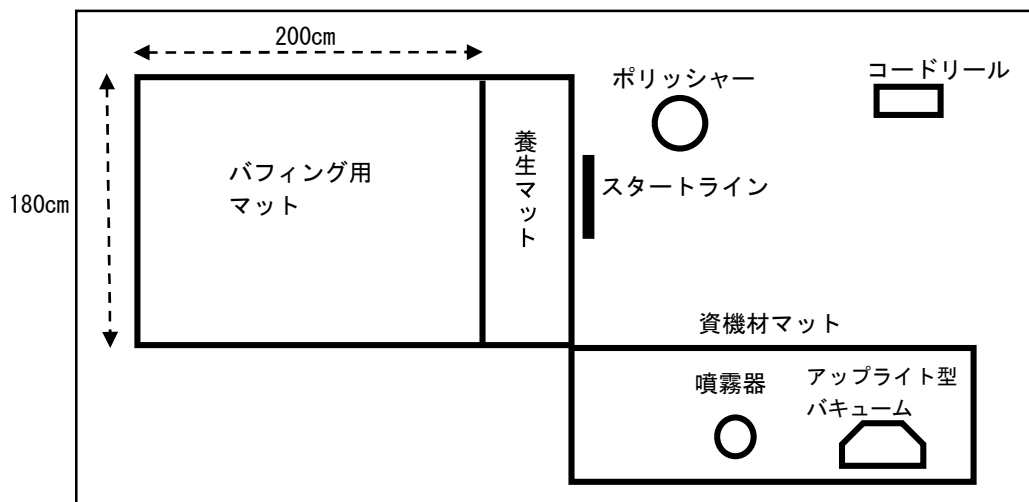 200cm
ポリッシャー
コードリール
養生マット
バフィング用
マット
180cm
スタートライン
資機材マット
噴霧器
アップライト型
バキューム